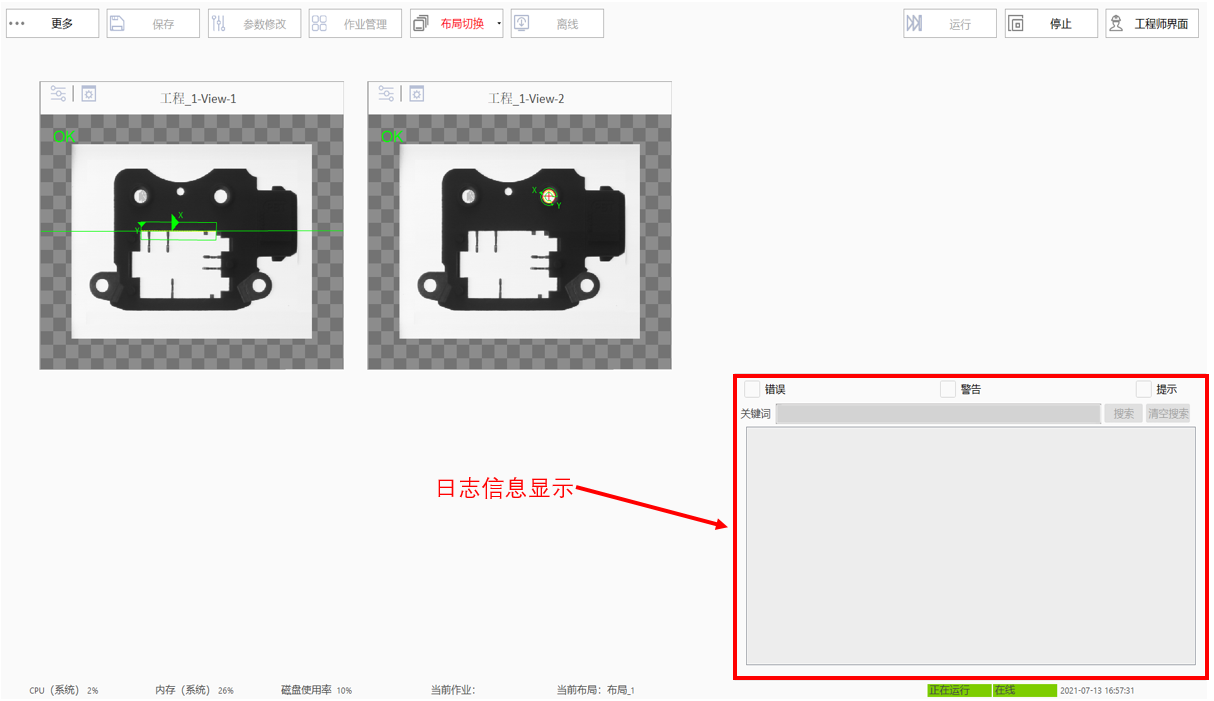 更多 保存 参数修改 作业管理 布局切换 离线 运行 停止 工程师界面
工程_1-View-1 工程_1-View-2
OK OK
X Y X Y
错误 警告 提示
关键词 搜索 清空搜索
日志信息显示
CPU（系统） 2% 内存（系统） 26% 磁盘使用率 10% 当前作业: 当前布局: 布局_1 正在运行 在线 2021-07-13 16:57:31